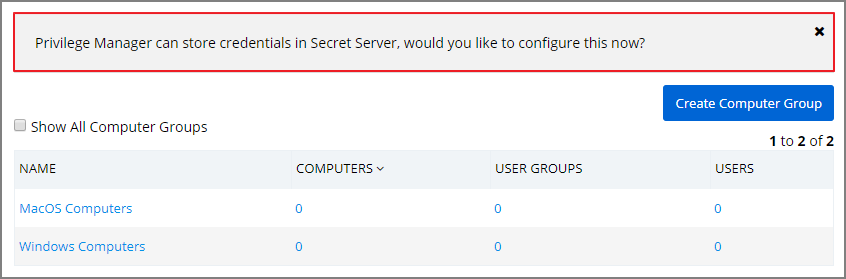 Privilege Manager can store credentials in Secret Server, would you like to configure this now?
Create Computer Group
Show All Computer Groups
1 to 2 of 2
NAME COMPUTERS USER GROUPS USERS
MacOS Computers 0 0 0
Windows Computers 0 0 0